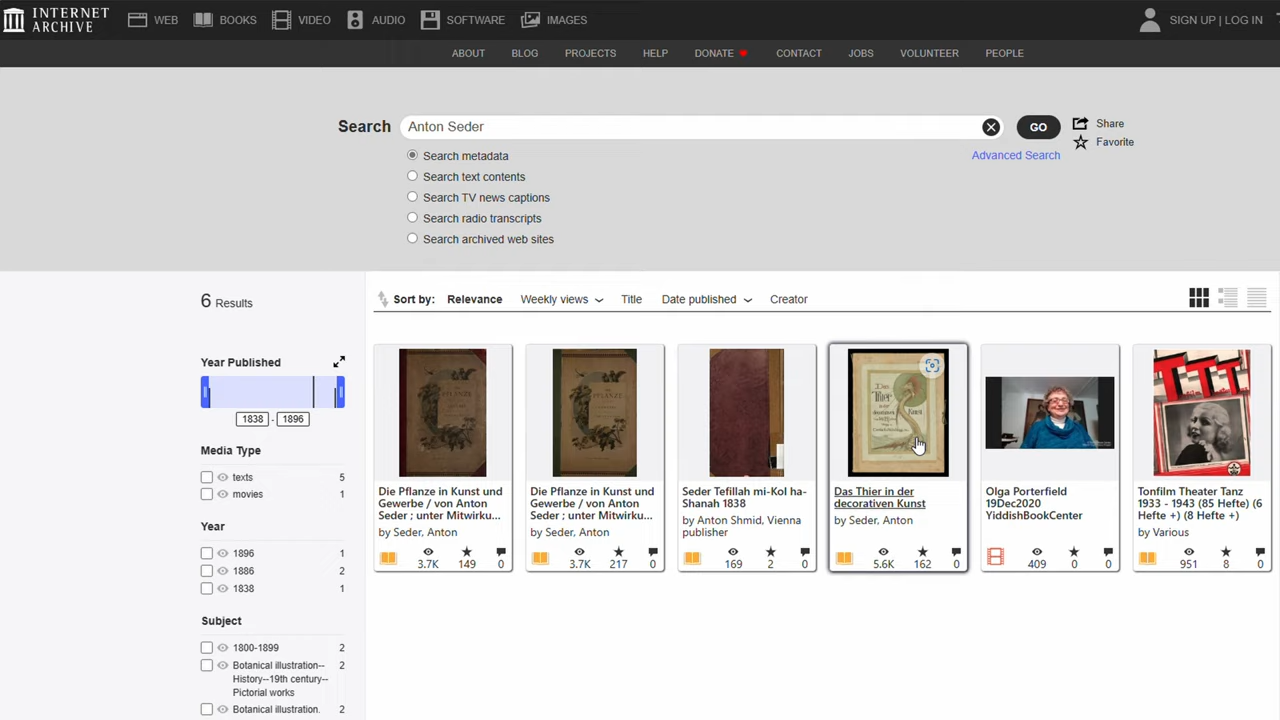 INTERNET ARCHIVE
WEB
BOOKS
VIDEO
AUDIO
SOFTWARE
IMAGES
SIGN UP | LOG IN
ABOUT
BLOG
PROJECTS
HELP
DONATE
CONTACT
JOBS
VOLUNTEER
PEOPLE
Search
Anton Seder
GO
Share
Favorite
Search metadata
Advanced Search
Search text contents
Search TV news captions
Search radio transcripts
Search archived web sites
6 Results
Sort by:
Relevance
Weekly views
Title
Date published
Creator
Year Published
1838 - 1896
Media Type
texts 5
movies 1
Year
1896 1
1886 2
1838 1
Subject
1800-1899 2
Botanical illustration-- 2
History--19th century--
Pictorial works
Botanical illustration. 2
Die Pflanze in Kunst und
Gewerbe / von Anton
Seder ; unter Mitwirku...
by Seder, Anton
3.7K 149 0
Die Pflanze in Kunst und
Gewerbe / von Anton
Seder ; unter Mitwirku...
by Seder, Anton
3.7K 217 0
Seder Tefillah mi-Kol ha-
Shanah 1838
by Anton Shmid, Vienna
publisher
169 2 0
Das Thier in der
decorativen Kunst
by Seder, Anton
5.6K 162 0
Olga Porterfield
19Dec2020
YiddishBookCenter
409 0 0
TTT
Tonfilm Theater Tanz
1933 - 1943 (85 Hefte) (6
Hefte +) (8 Hefte +)
by Various
951 8 0